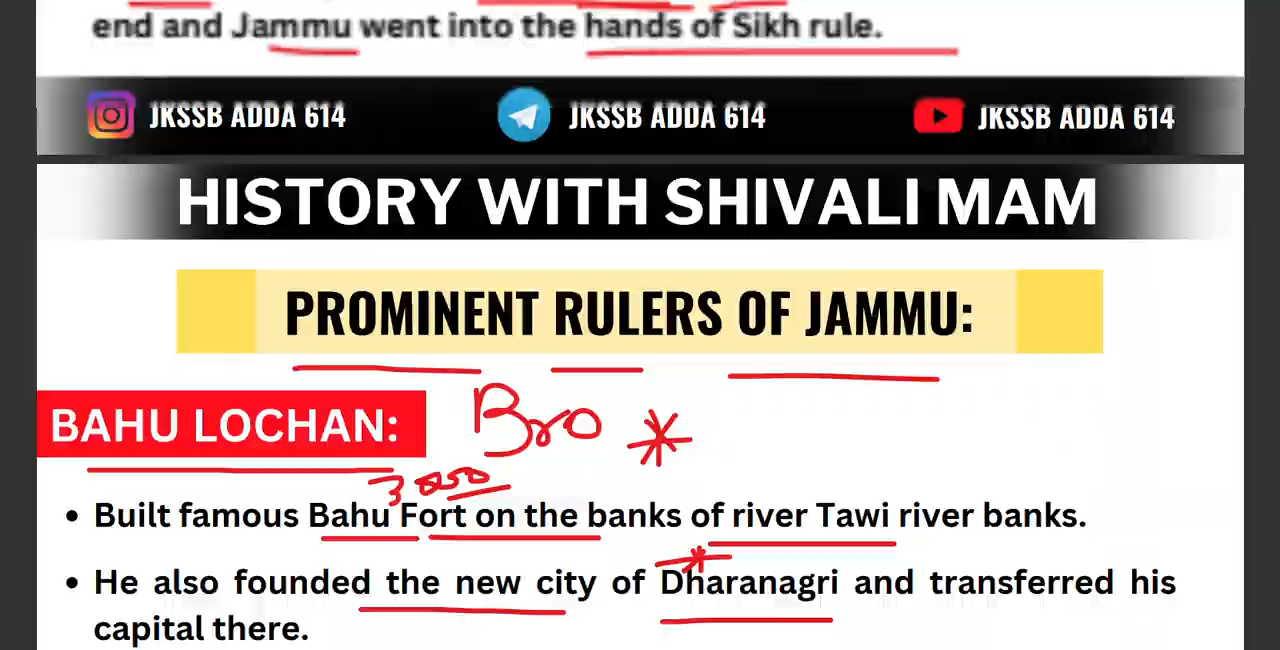 end and Jammu went into the hands of Sikh rule.
JKSSB ADDA 614 JKSSB ADDA 614 JKSSB ADDA 614
HISTORY WITH SHIVALI MAM
PROMINENT RULERS OF JAMMU:
BAHU LOCHAN: Bro *
• Built famous Bahu Fort on the banks of river Tawi river banks.
• He also founded the new city of Dharanagri and transferred his
capital there.